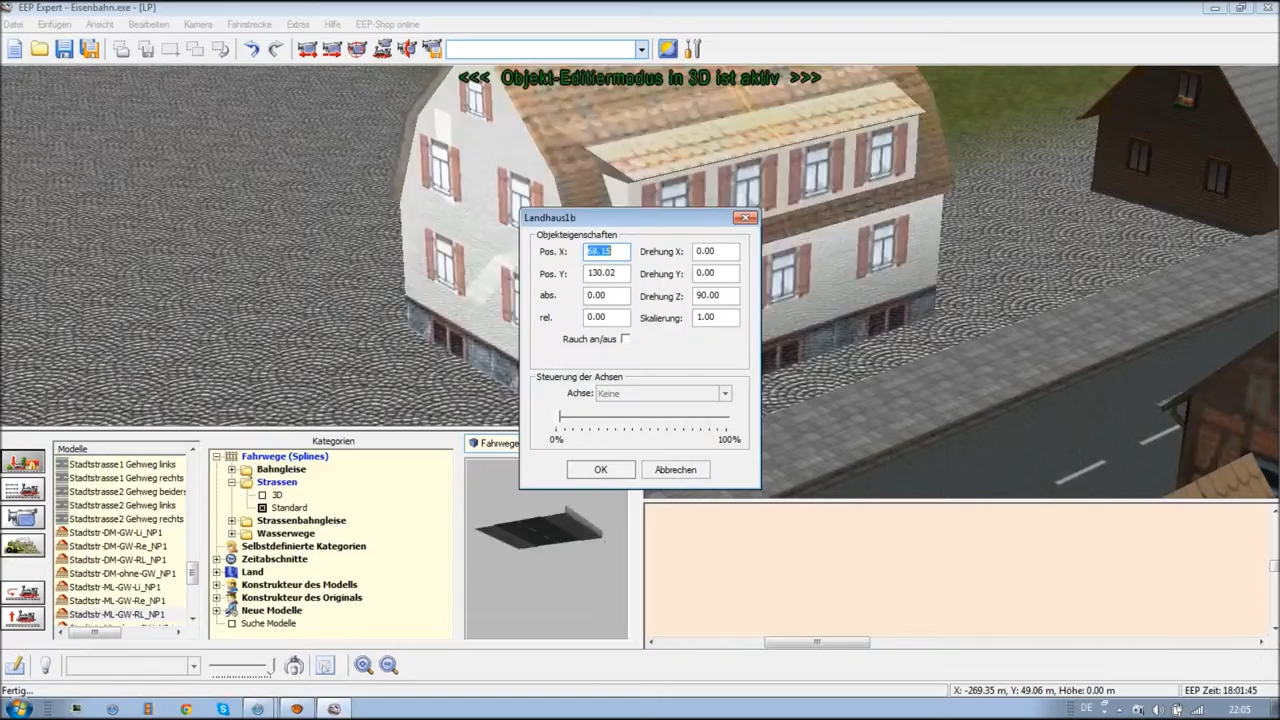 EEP Expert - Eisenbahn.exe - [LP]
Datei Einfügen Ansicht Bearbeiten Kamera Fahrstrecke Extras Hilfe EEP-Shop online
<<< Objekt-Editiermodus in 3D ist aktiv >>>
Landhaus1b
Objekteigenschaften
Pos. X: 68.15 Drehung X: 0.00
Pos. Y: 130.02 Drehung Y: 0.00
abs. 0.00 Drehung Z: 90.00
rel. 0.00 Skalierung: 1.00
Rauch an/aus
Steuerung der Achsen
Achse: Keine
0% 100%
OK Abbrechen
Modelle
Stadtstrasse1 Gehweg links
Stadtstrasse1 Gehweg rechts
Stadtstrasse2 Gehweg beiders
Stadtstrasse2 Gehweg links
Stadtstrasse2 Gehweg rechts
Stadtstr-DM-GW-Li_NP1
Stadtstr-DM-GW-Re_NP1
Stadtstr-DM-GW-RL_NP1
Stadtstr-DM-ohne-GW_NP1
Stadtstr-ML-GW-Li_NP1
Stadtstr-ML-GW-Re_NP1
Stadtstr-ML-GW-RL_NP1
Kategorien
Fahrwege (Splines)
Bahngleise
Strassen
3D
Standard
Strassenbahngleise
Wasserwege
Selbstdefinierte Kategorien
Zeitabschnitte
Land
Konstrukteur des Modells
Konstrukteur des Originals
Neue Modelle
Suche Modelle
Fahrwege
Fertig...
X: -269.35 m, Y: 49.06 m, Höhe: 0.00 m
EEP Zeit: 18:01:45
DE
22:05